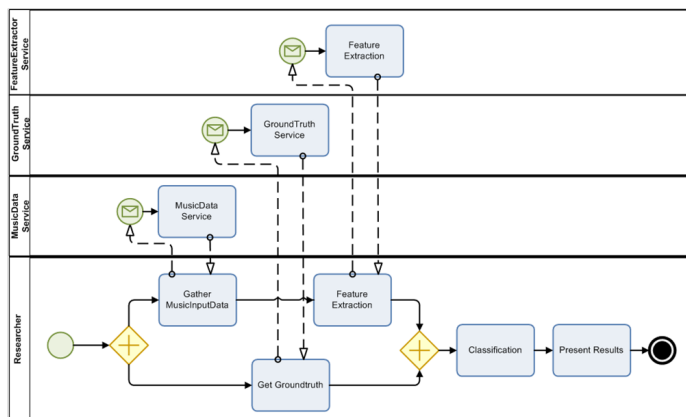 FeatureExtractor
Service
Feature
Extraction
GroundTruth
Service
GroundTruth
Service
MusicData
Service
MusicData
Service
Researcher
Gather
MusicInputData
Feature
Extraction
Get Groundtruth
Classification
Present Results